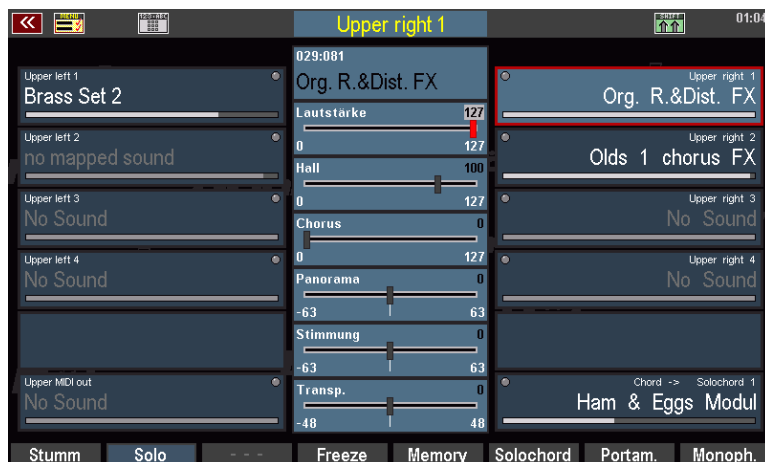 MENU
Upper right 1
SHIFT
01:04
Upper left 1
Brass Set 2
Upper left 2
no mapped sound
Upper left 3
No Sound
Upper left 4
No Sound
Upper MIDI out
No Sound
029:081
Org. R.&Dist. FX
Lautstärke 127
0 127
Hall 100
0 127
Chorus 0
0 127
Panorama 0
-63 63
Stimmung 0
-63 63
Transp. 0
-48 48
Upper right 1
Org. R.&Dist. FX
Upper right 2
Olds 1 chorus FX
Upper right 3
No Sound
Upper right 4
No Sound
Chord -> Solochord 1
Ham & Eggs Modul
Stumm Solo - - - Freeze Memory Solochord Portam. Monoph.